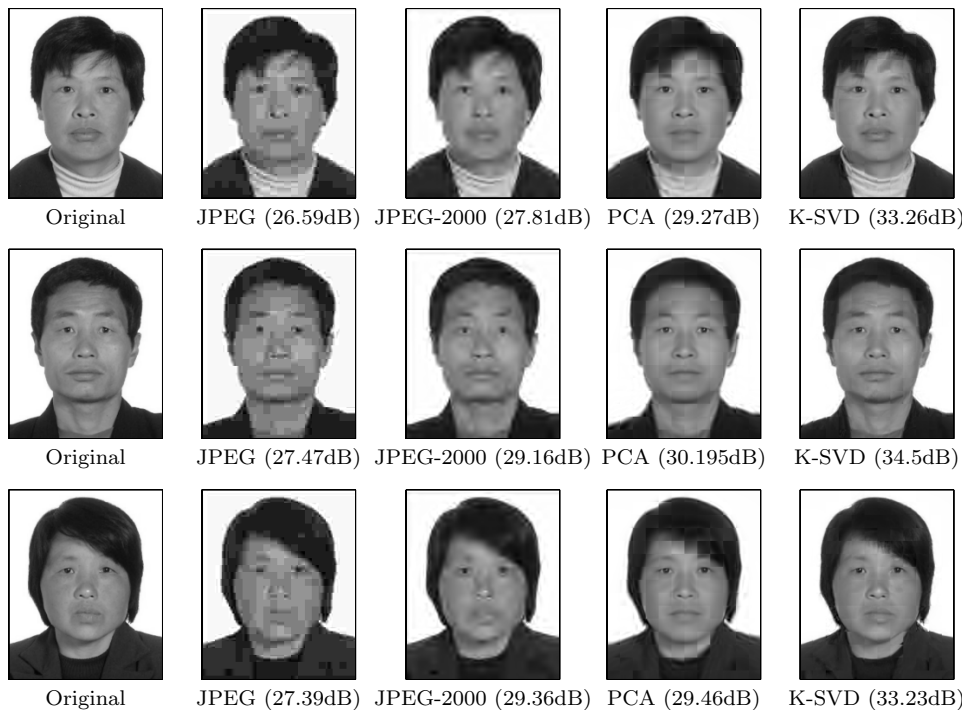 Original JPEG (26.59dB) JPEG-2000 (27.81dB) PCA (29.27dB) K-SVD (33.26dB)
Original JPEG (27.47dB) JPEG-2000 (29.16dB) PCA (30.195dB) K-SVD (34.5dB)
Original JPEG (27.39dB) JPEG-2000 (29.36dB) PCA (29.46dB) K-SVD (33.23dB)